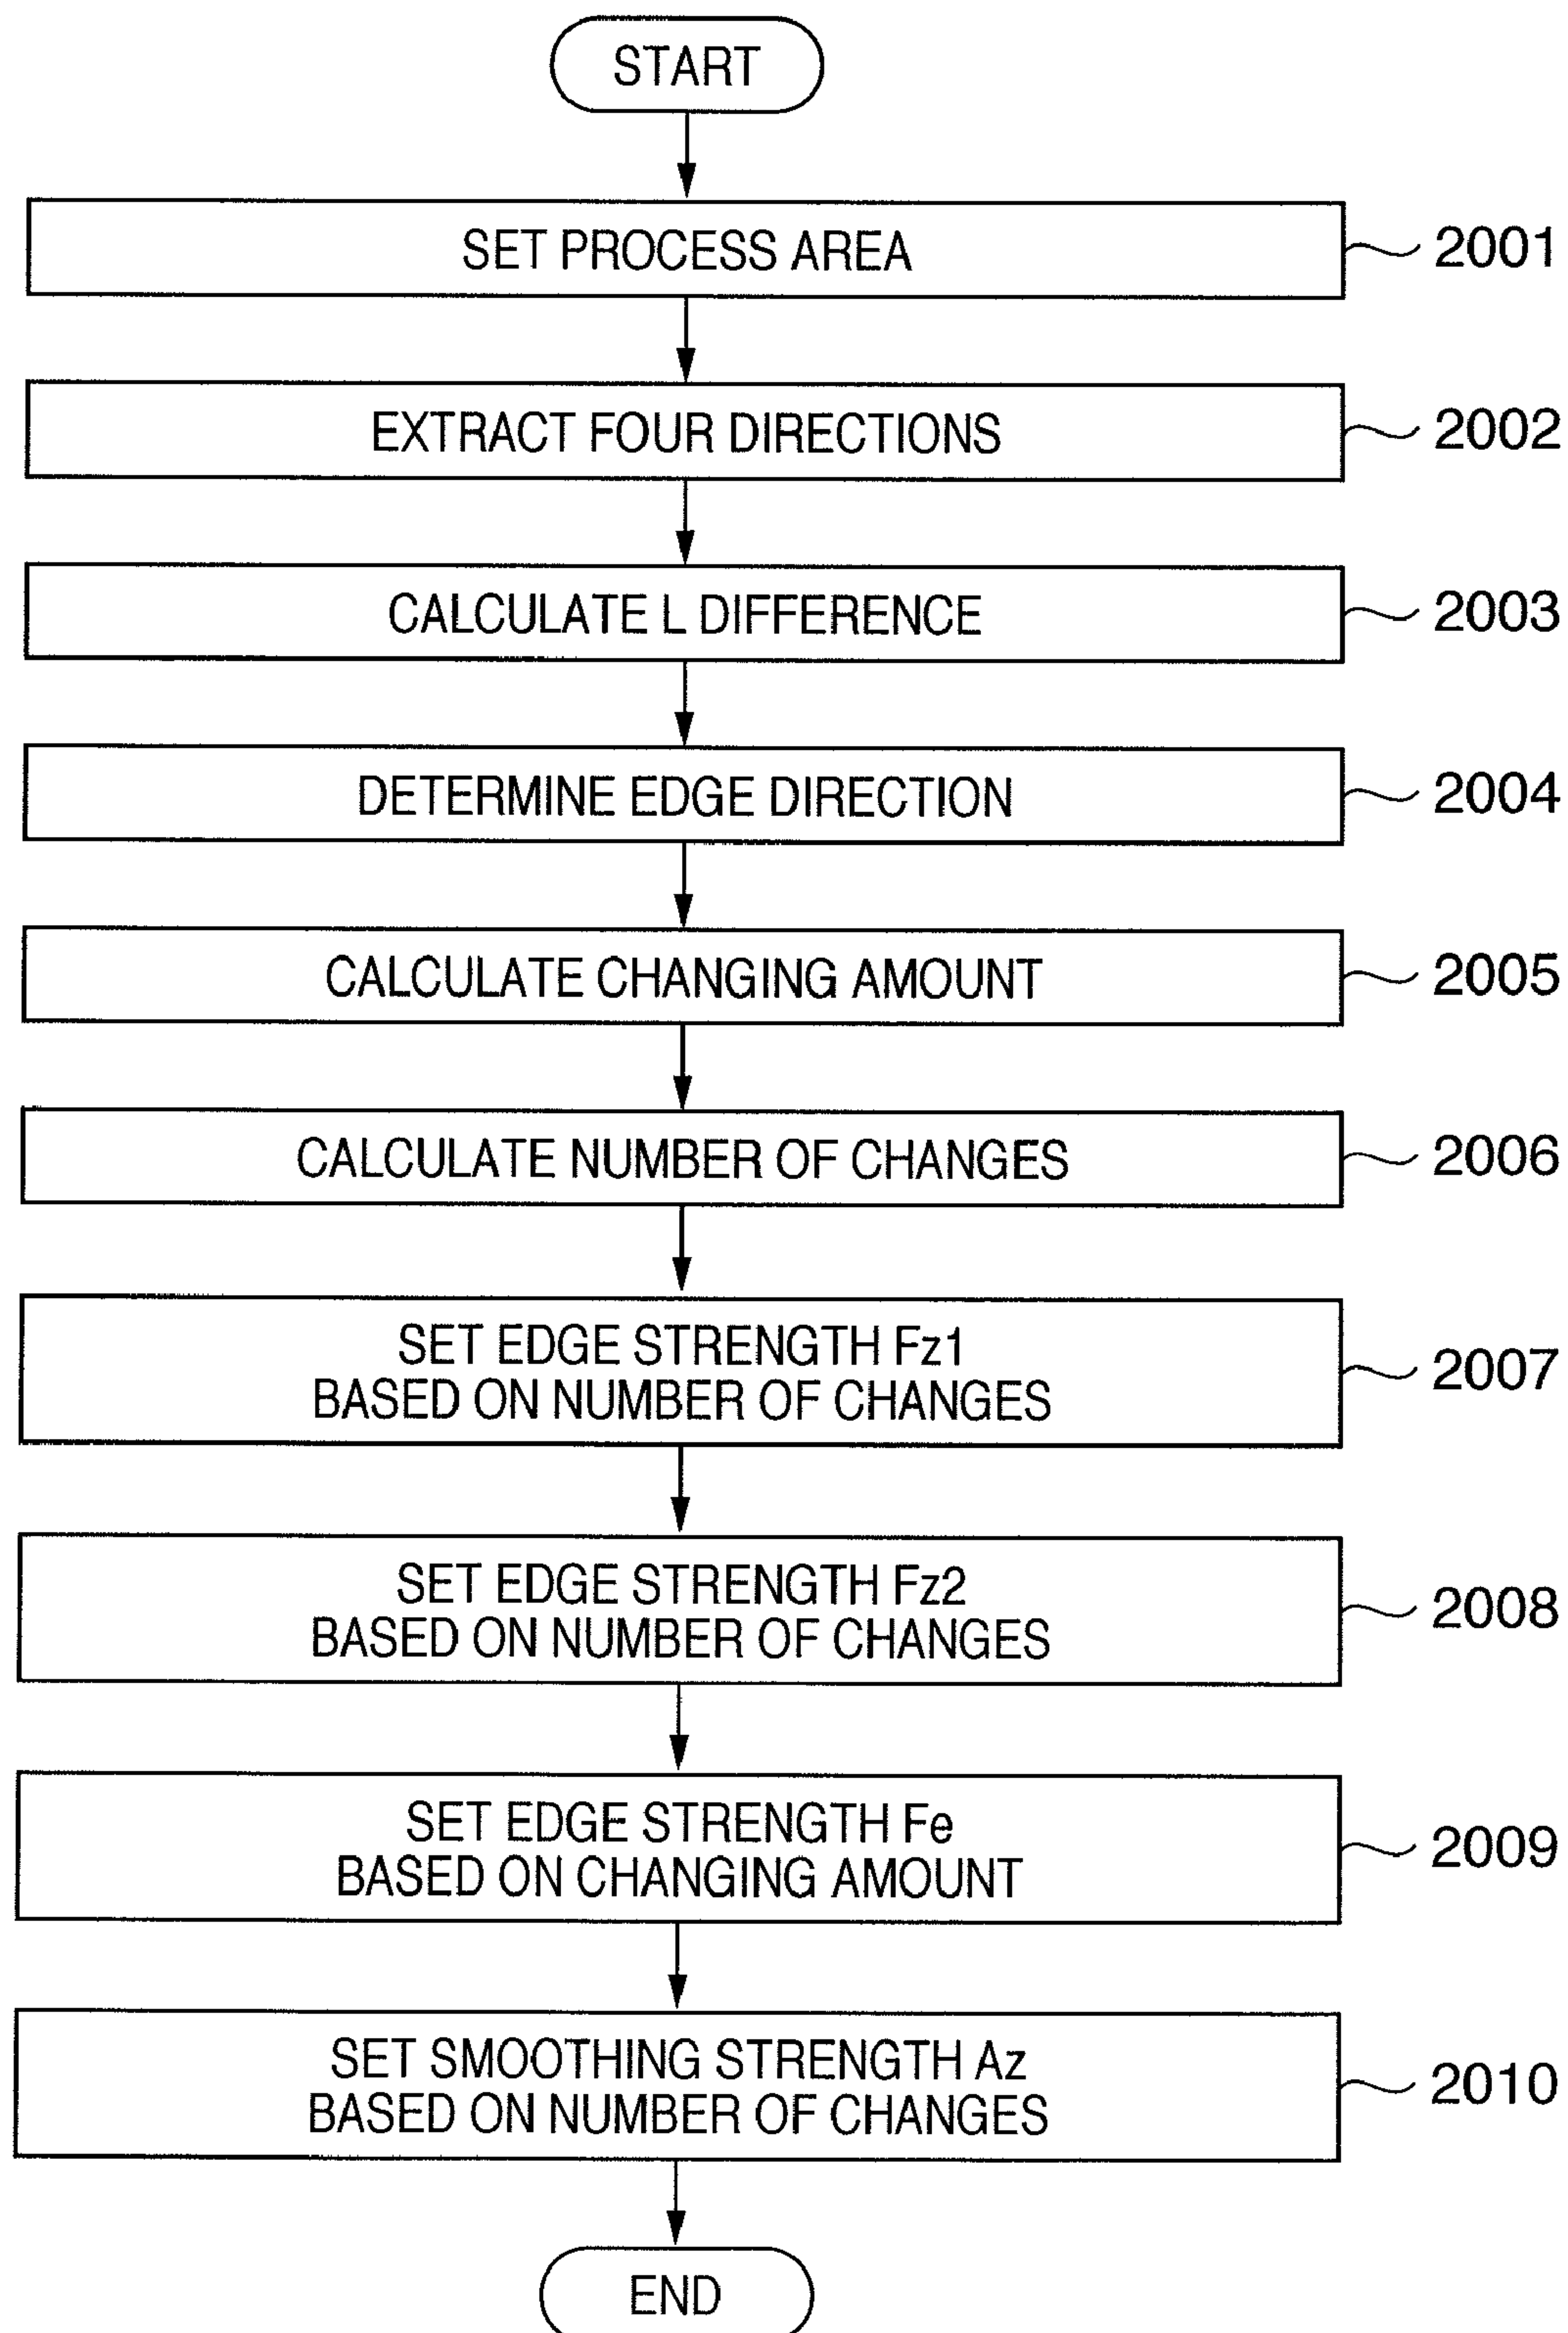 START
SET PROCESS AREA
2001
EXTRACT FOUR DIRECTIONS
2002
CALCULATE L DIFFERENCE
2003
DETERMINE EDGE DIRECTION
2004
CALCULATE CHANGING AMOUNT
2005
CALCULATE NUMBER OF CHANGES
2006
SET EDGE STRENGTH Fz1
BASED ON NUMBER OF CHANGES
2007
SET EDGE STRENGTH Fz2
BASED ON NUMBER OF CHANGES
2008
SET EDGE STRENGTH Fe
BASED ON CHANGING AMOUNT
2009
SET SMOOTHING STRENGTH Az
BASED ON NUMBER OF CHANGES
2010
END